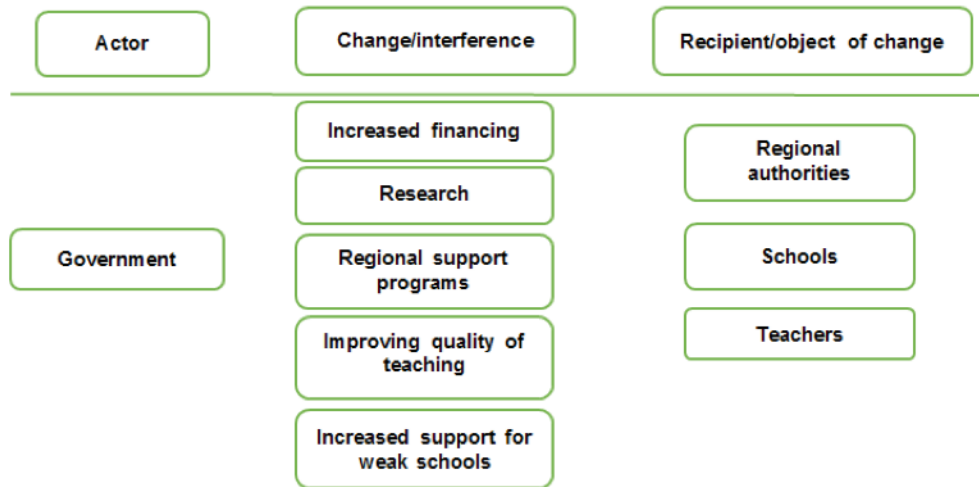 Actor
Change/interference
Recipient/object of change
Increased financing
Research
Regional support
programs
Improving quality of
teaching
Increased support for
weak schools
Government
Regional
authorities
Schools
Teachers